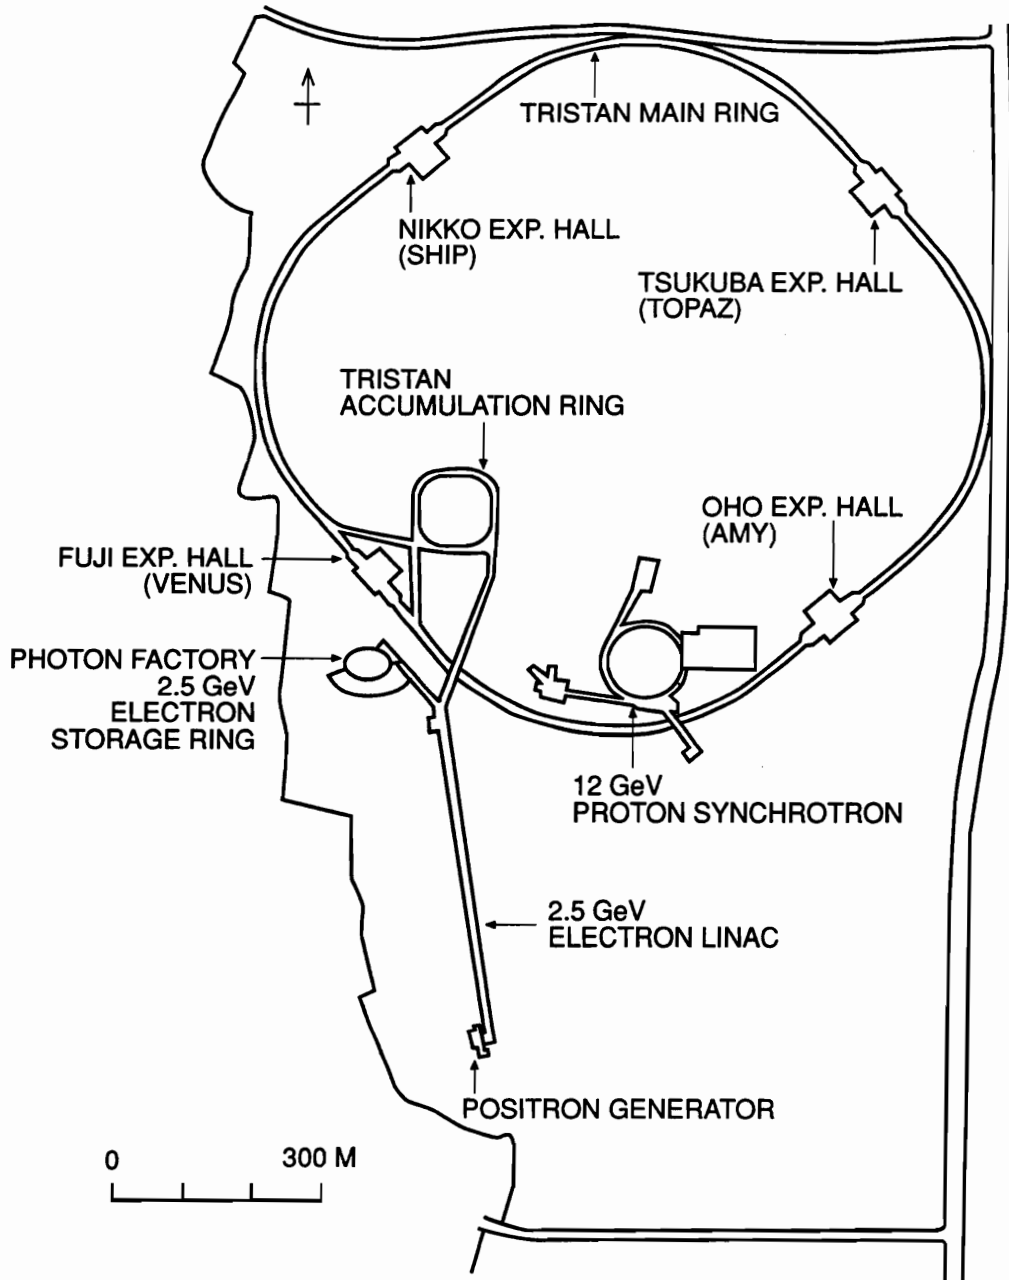 TRISTAN MAIN RING
NIKKO EXP. HALL
(SHIP)
TSUKUBA EXP. HALL
(TOPAZ)
TRISTAN
ACCUMULATION RING
OHO EXP. HALL
(AMY)
FUJI EXP. HALL
(VENUS)
PHOTON FACTORY
2.5 GeV
ELECTRON
STORAGE RING
12 GeV
PROTON SYNCHROTRON
2.5 GeV
ELECTRON LINAC
POSITRON GENERATOR
0 300 M